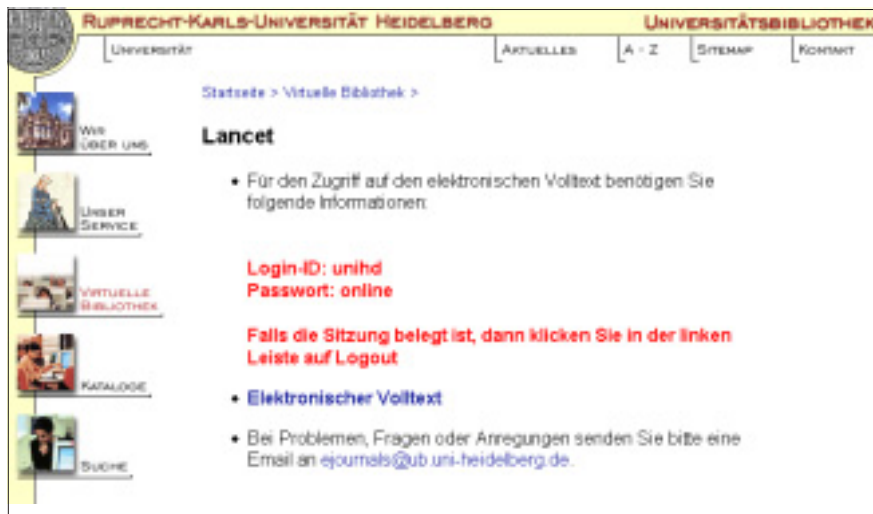 RUPRECHT-KARLS-UNIVERSITÄT HEIDELBERG
UNIVERSITÄTSBIBLIOTHEK
UNIVERSITÄT
AKTUELLES
A - Z
SITEMAP
KONTAKT
Startseite > Virtuelle Bibliothek >
WIR
ÜBER UNS
UNSER
SERVICE
VIRTUELLE
BIBLIOTHEK
KATALOGE
SUCHE
Lancet
• Für den Zugriff auf den elektronischen Volltext benötigen Sie
folgende Informationen:
Login-ID: unihd
Passwort: online
Falls die Sitzung belegt ist, dann klicken Sie in der linken
Leiste auf Logout
• Elektronischer Volltext
• Bei Problemen, Fragen oder Anregungen senden Sie bitte eine
Email an ejournals@ub.uni-heidelberg.de.